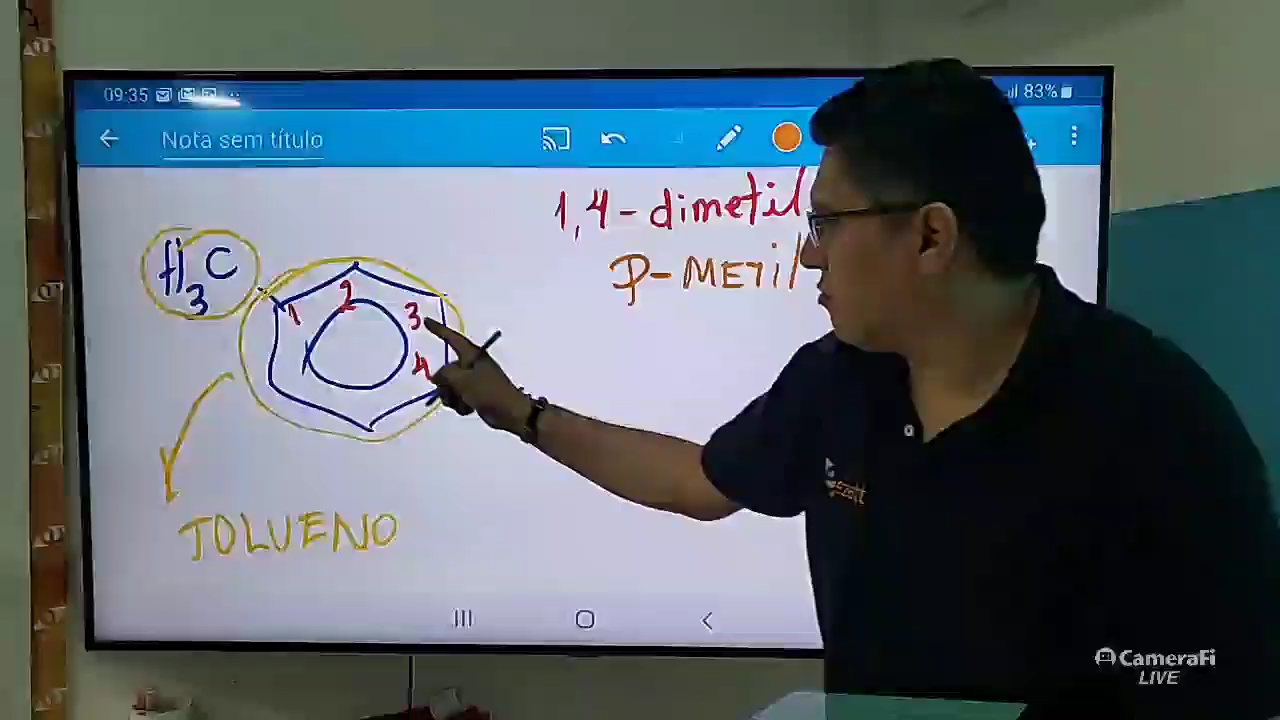 09:35
83%
Nota sem título
1,4-dimetil
p-METIL
H3C
1
2
3
4
TOLUENO
CameraFi
LIVE